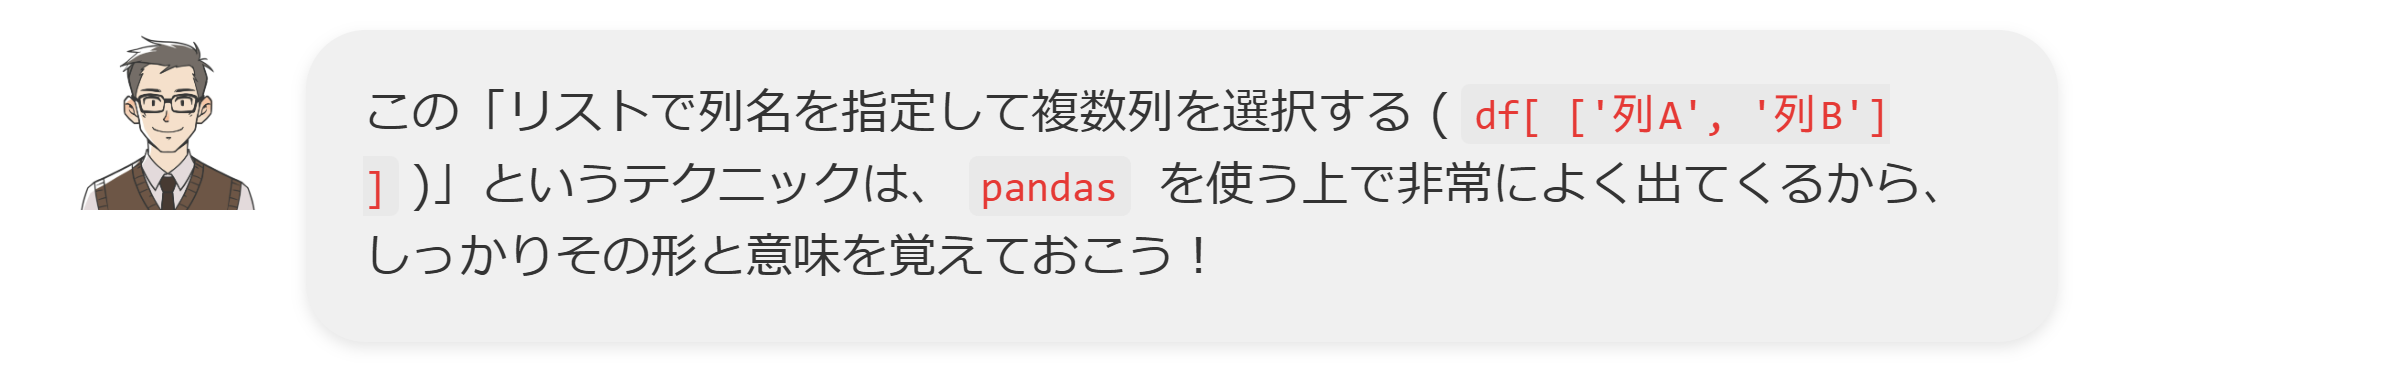 この「リストで列名を指定して複数列を選択する ( df[ ['列A', '列B']
] )」というテクニックは、 pandas を使う上で非常によく出てくるから、
しっかりその形と意味を覚えておこう！